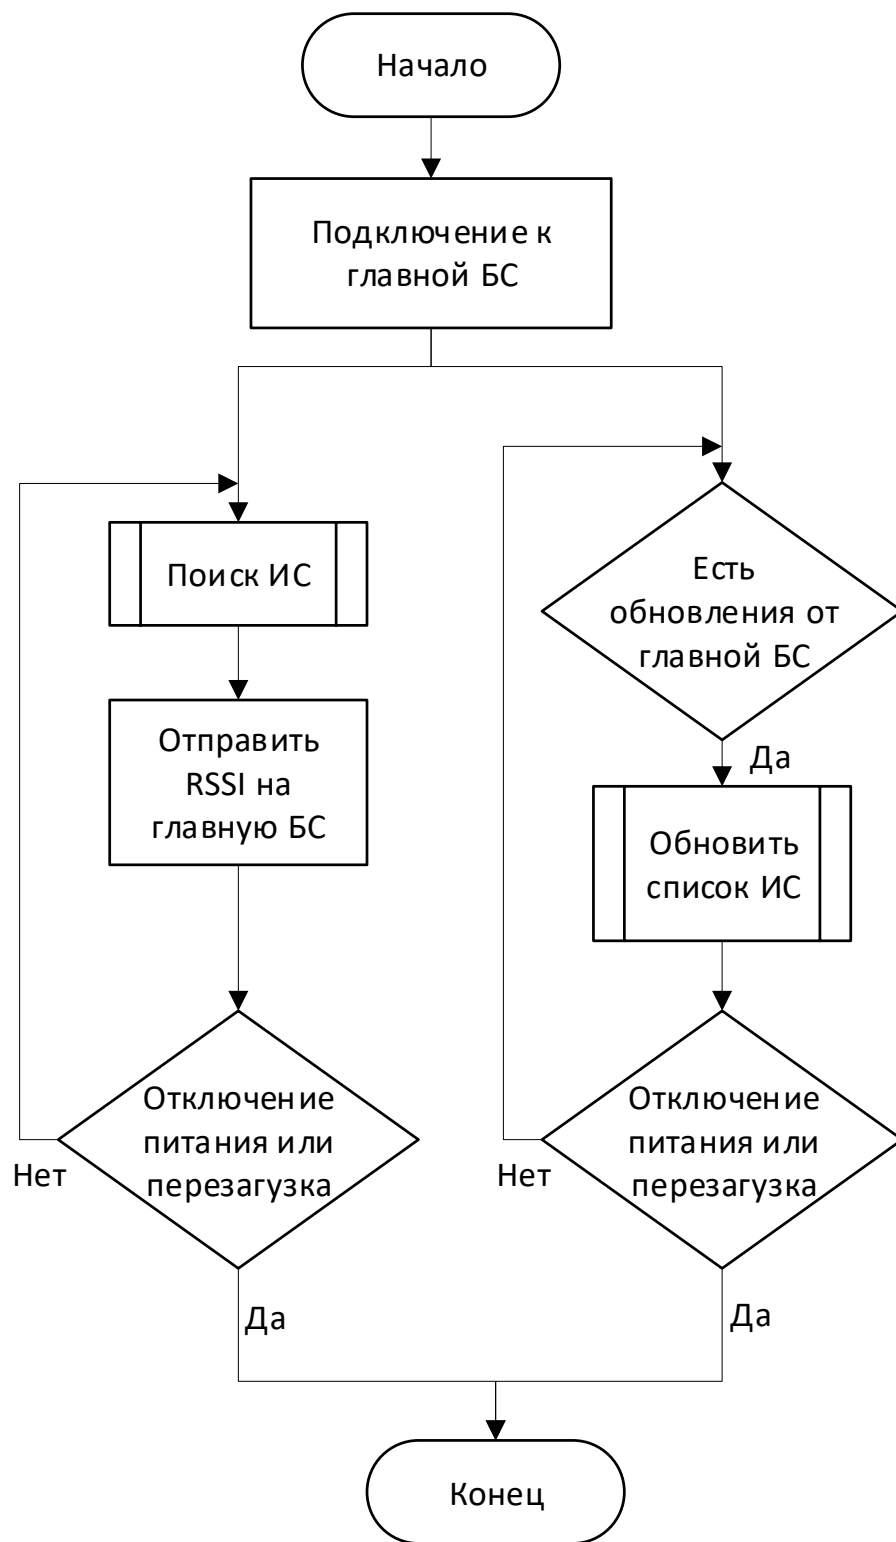 Начало
Подключение к
главной БС
Поиск ИС
Отправить
RSSI на
главную БС
Отключение
питания или
перезагузка
Нет
Да
Есть
обновления от
главной БС
Да
Обновить
список ИС
Отключение
питания или
перезагузка
Нет
Да
Конец